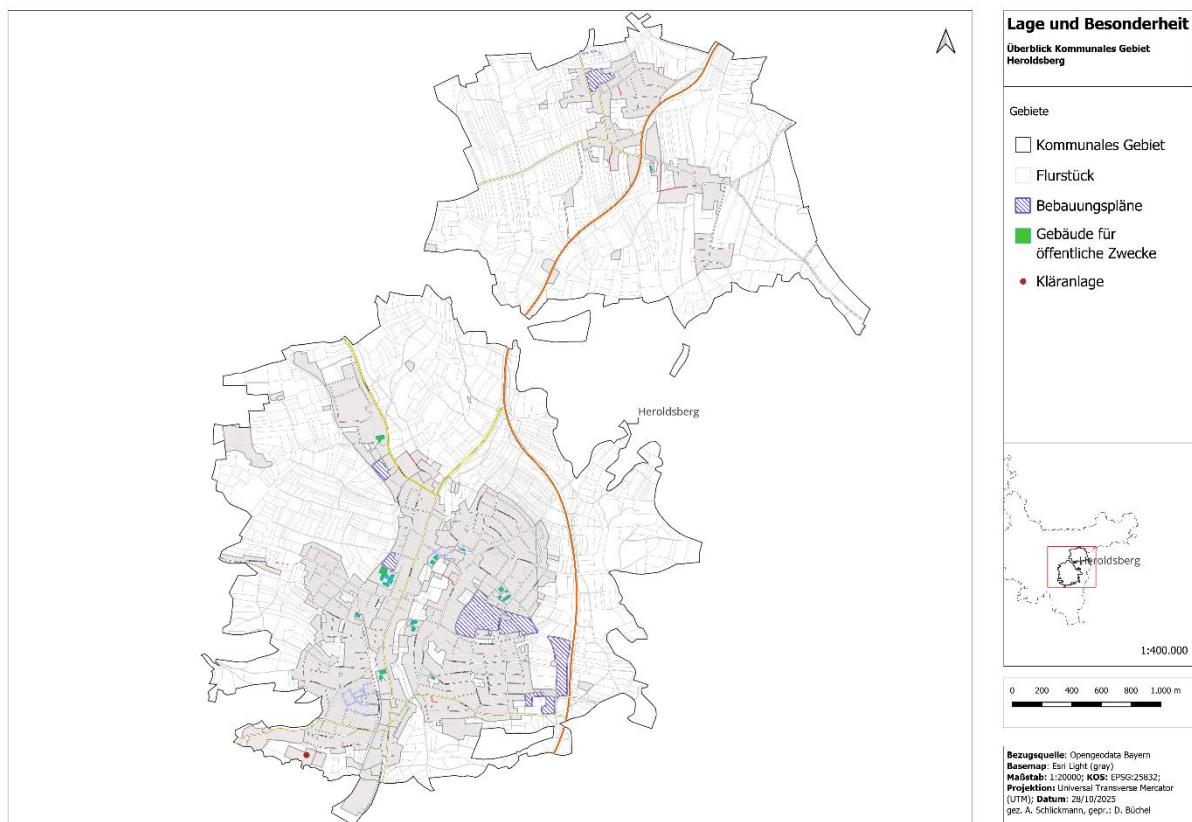 Lage und Besonderheit
Überblick Kommunales Gebiet
Heroldsberg
Gebiete
Kommunales Gebiet
Flurstück
Bebauungspläne
Gebäude für
öffentliche Zwecke
Kläranlage
Heroldsberg
Heroldsberg
1:400.000
0 200 400 600 800 1.000 m
Bezugsquelle: Opengeodata Bayern
Basemap: Esri Light (gray)
Maßstab: 1:20000; KOS: EPSG:25832;
Projektion: Universal Transverse Mercator
(UTM); Datum: 28/10/2025
gez. A. Schlickmann, gepr.: D. Büchel